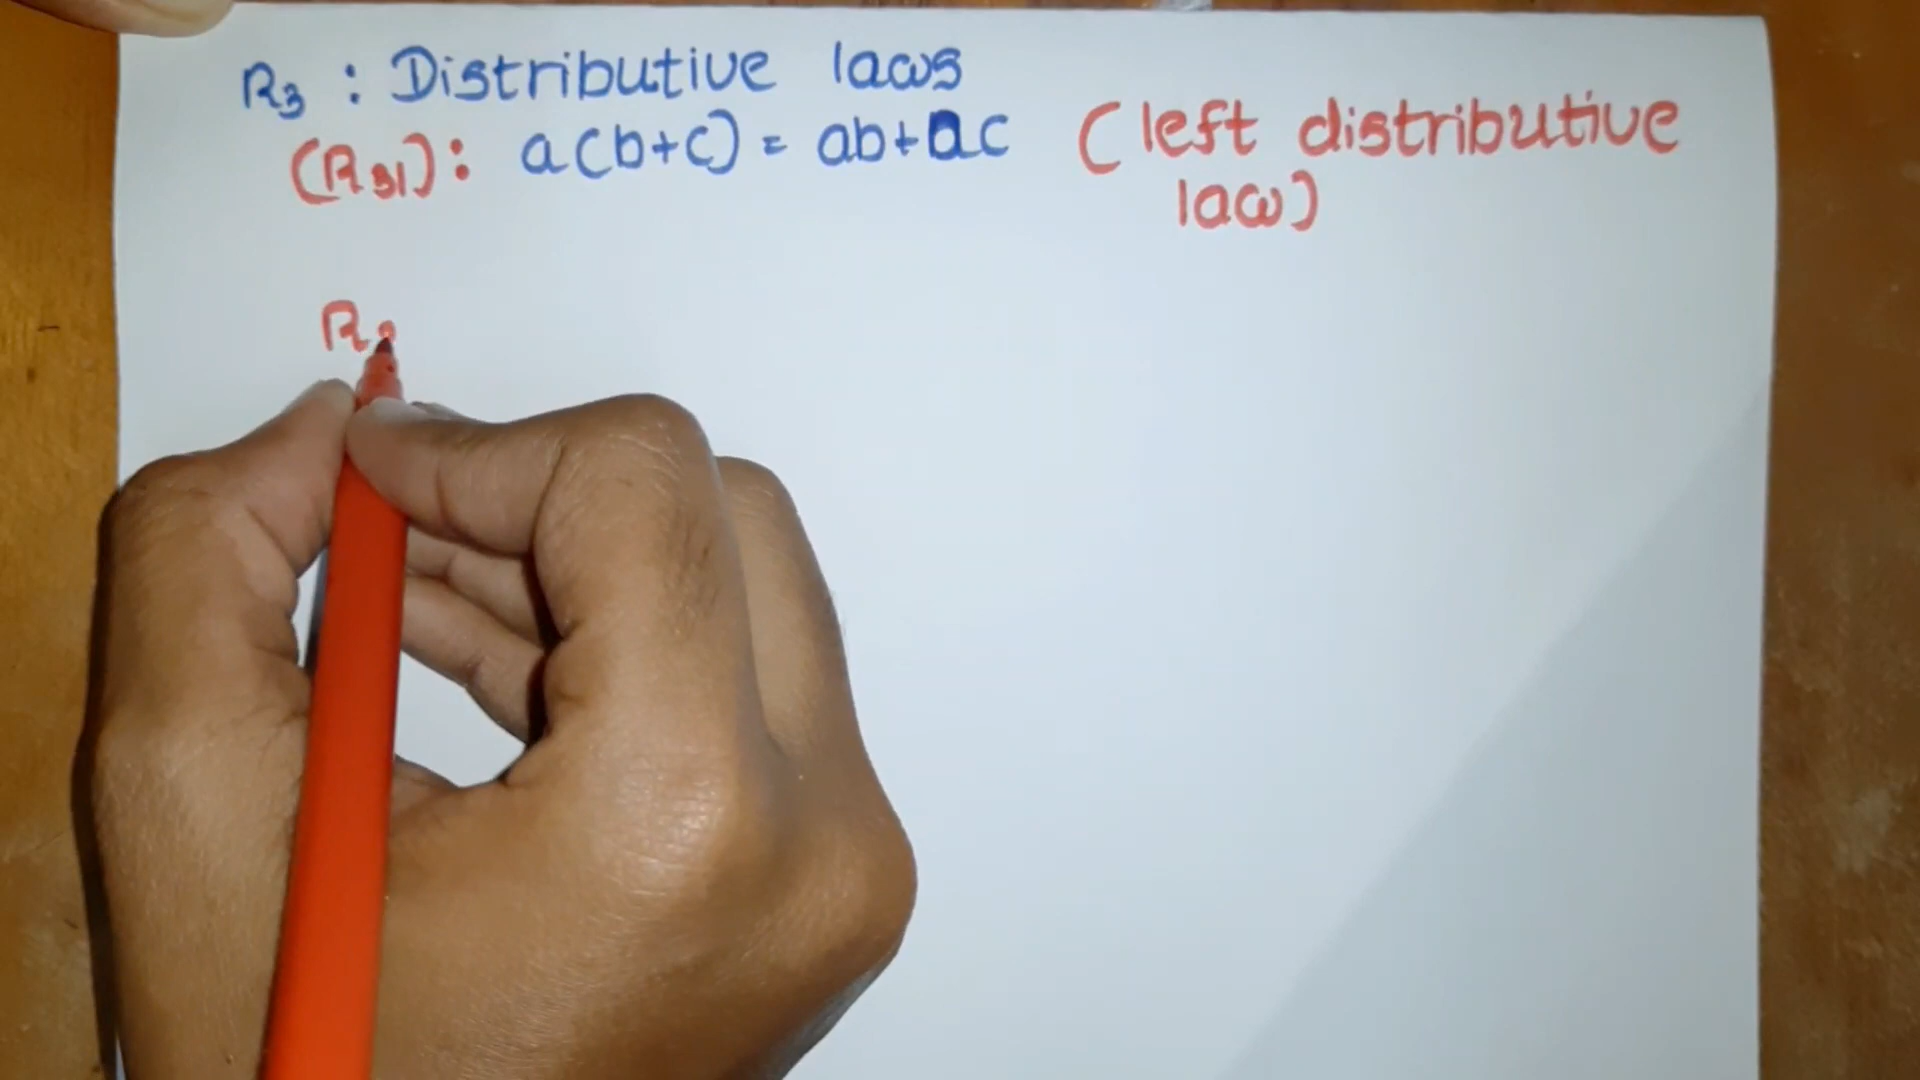 R3 : Distributive laws
(R31): a(b+c) = ab+ac (left distributive
law)
R